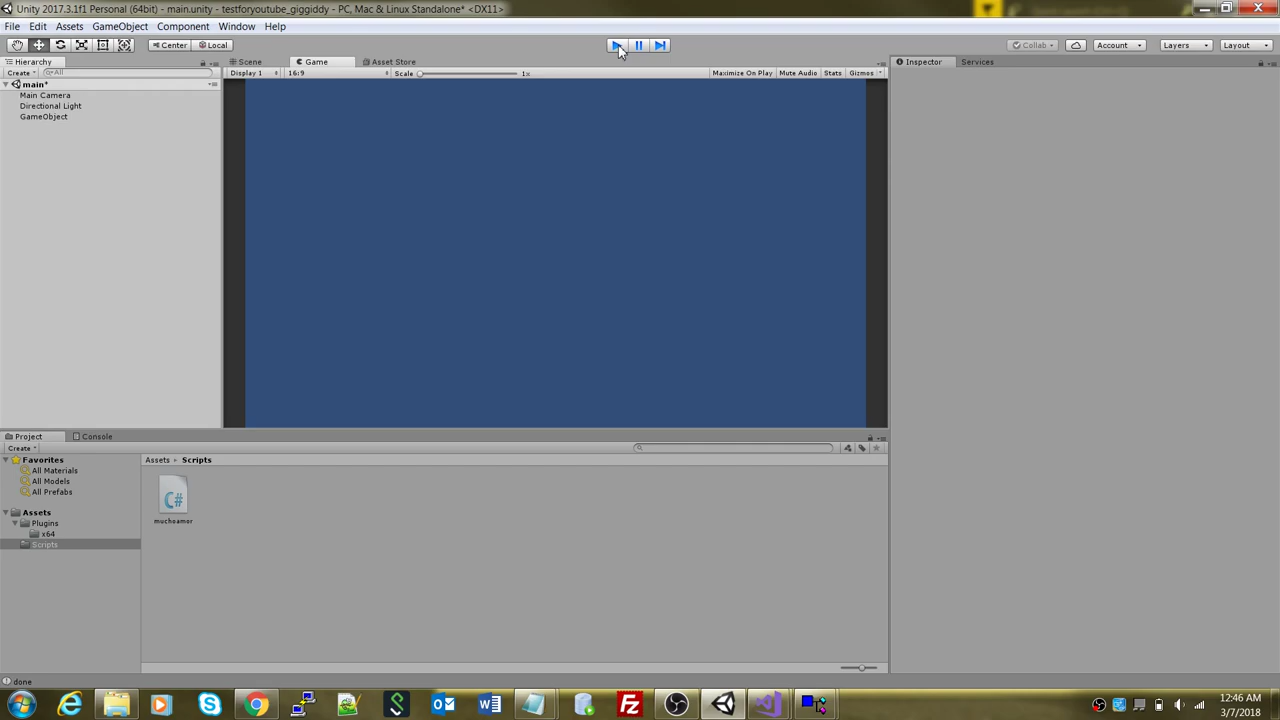 Unity 2017.3.1f1 Personal (64bit) - main.unity - testforyoutube_giggiddy - PC, Mac & Linux Standalone* <DX11>
File Edit Assets GameObject Component Window Help
Center Local Collab Account Layers Layout
Hierarchy Scene Game Asset Store Inspector Services
Create All Display 1 16:9 Scale 1x Maximize On Play Mute Audio Stats Gizmos
main*
Main Camera
Directional Light
GameObject
Project Console
Create
Favorites
All Materials
All Models
All Prefabs
Assets
Plugins
x64
Scripts
Assets Scripts
C#
muchoamor
done
12:46 AM
3/7/2018